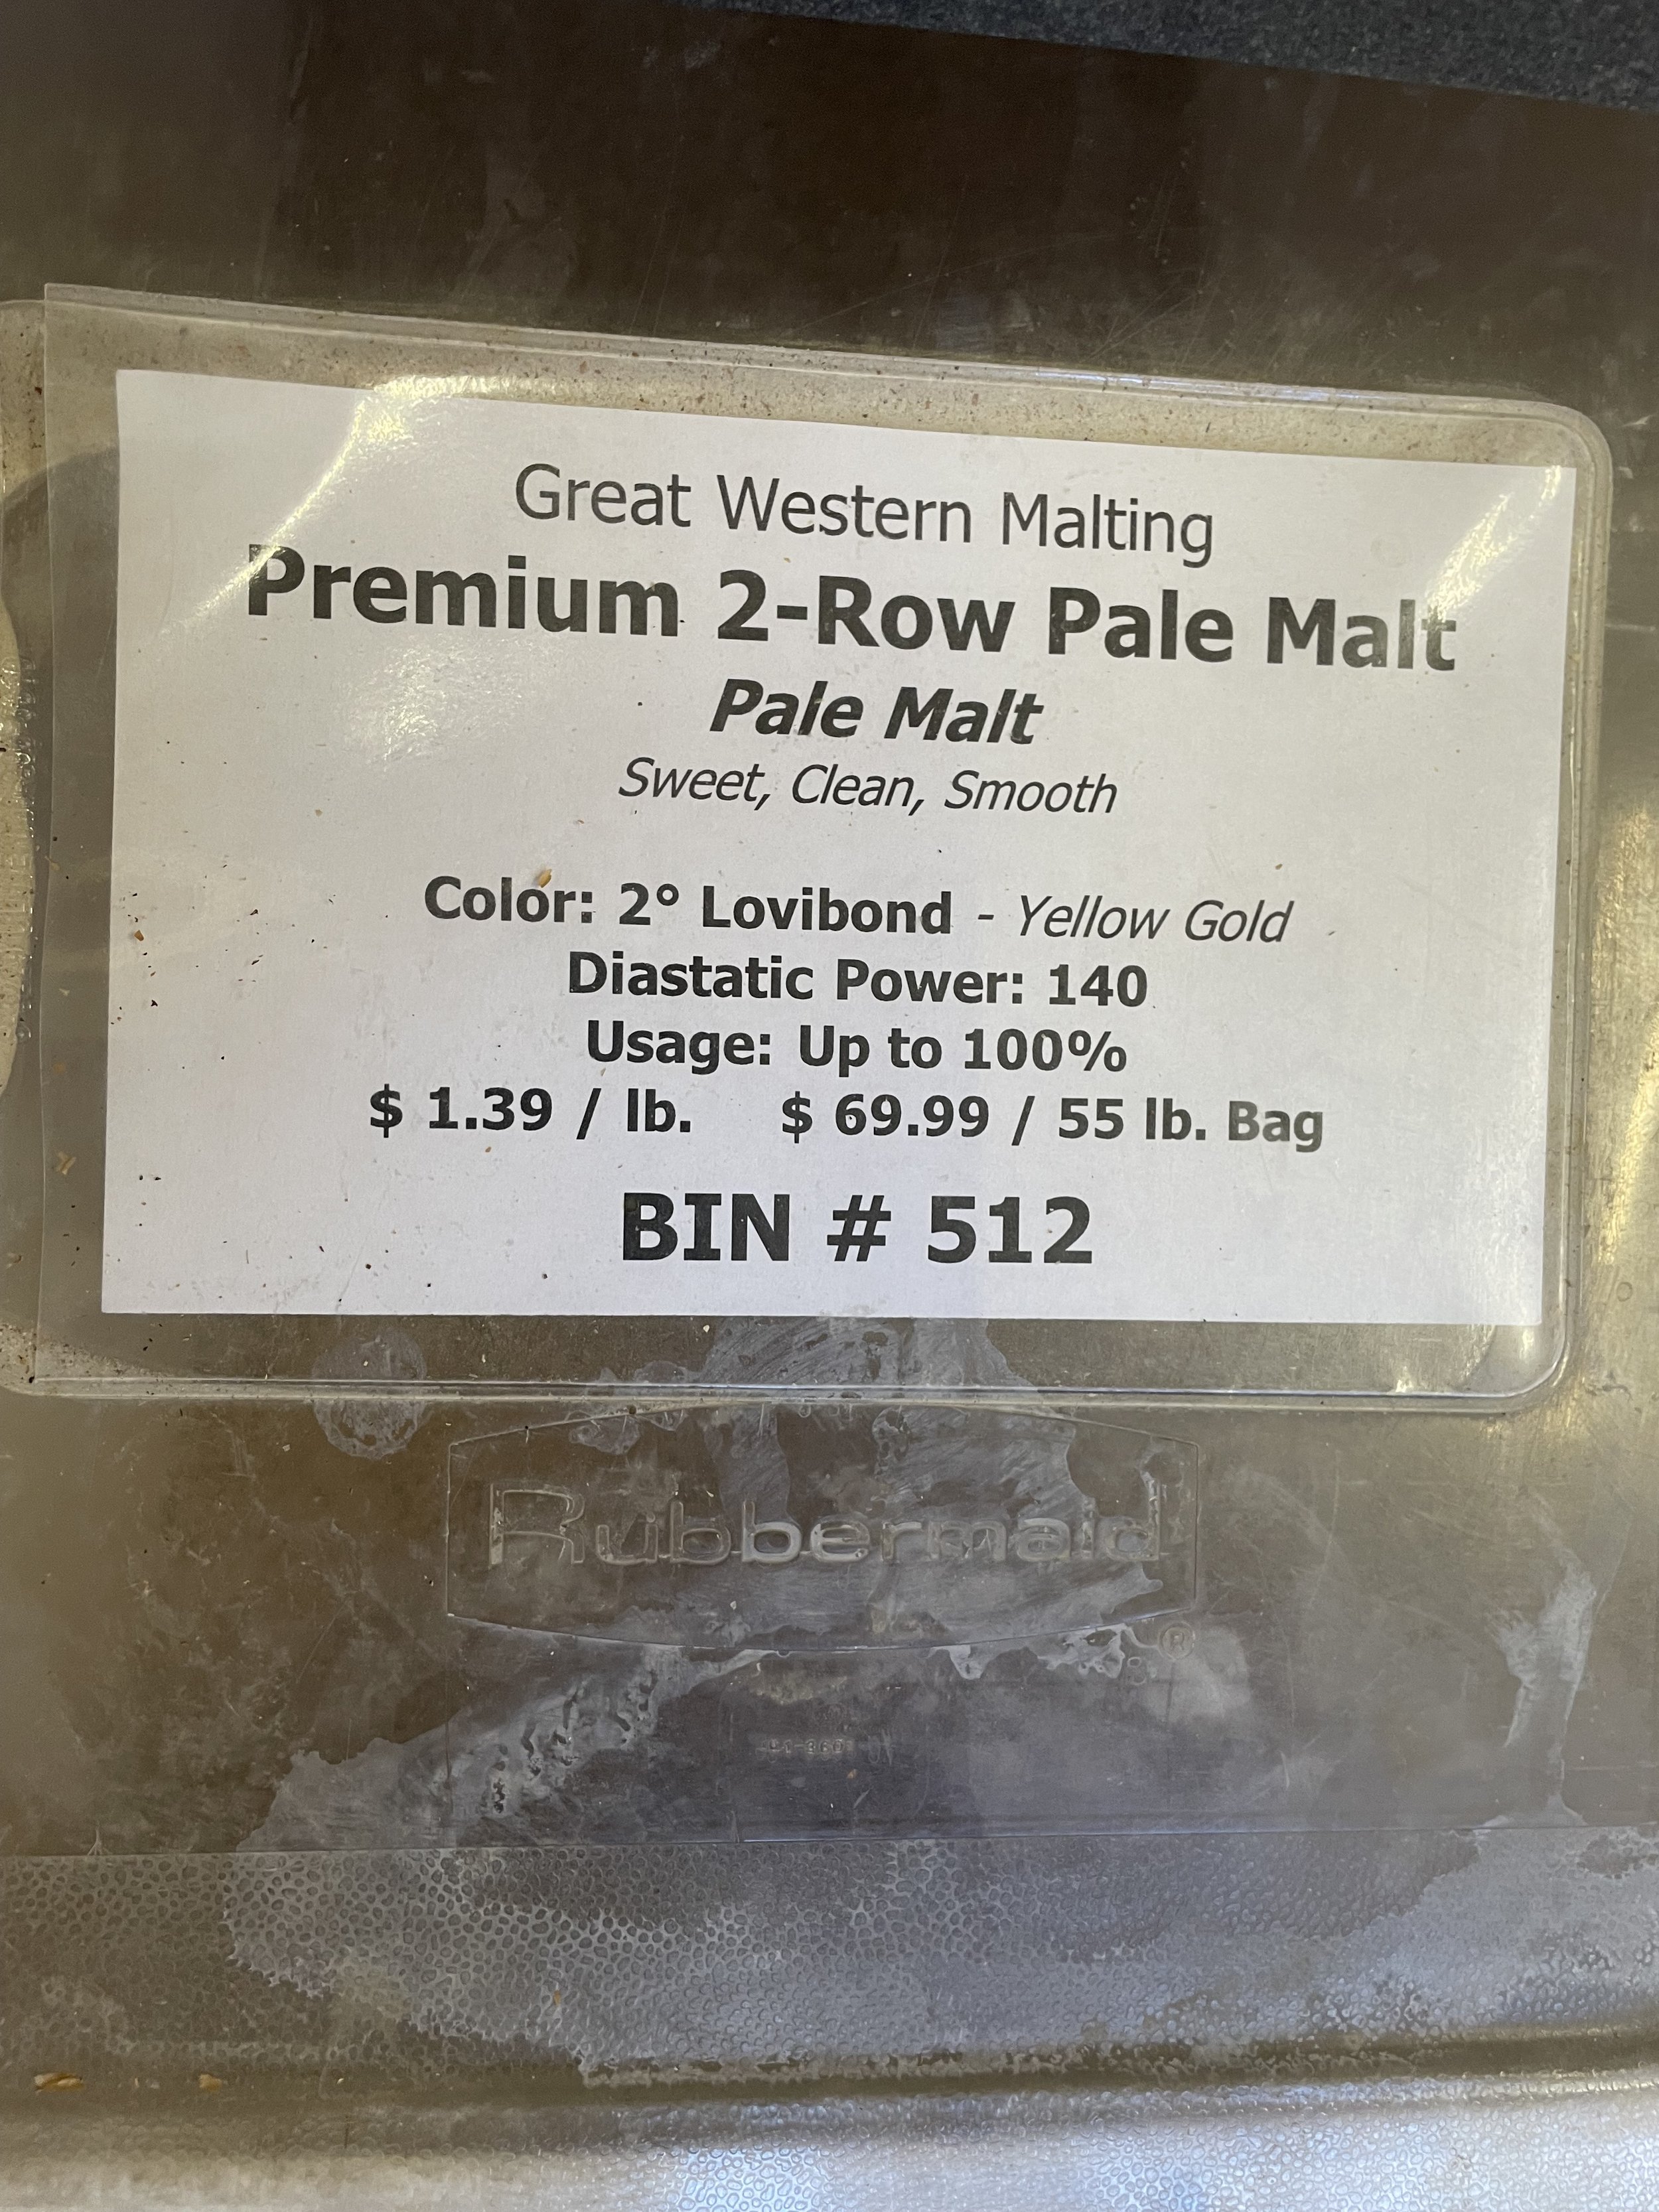 Great Western Malting
Premium 2-Row Pale Malt
Pale Malt
Sweet, Clean, Smooth
Color: 2° Lovibond - Yellow Gold
Diastatic Power: 140
Usage: Up to 100%
$ 1.39 / lb. $ 69.99 / 55 lb. Bag
BIN # 512
Rubbermaid
®